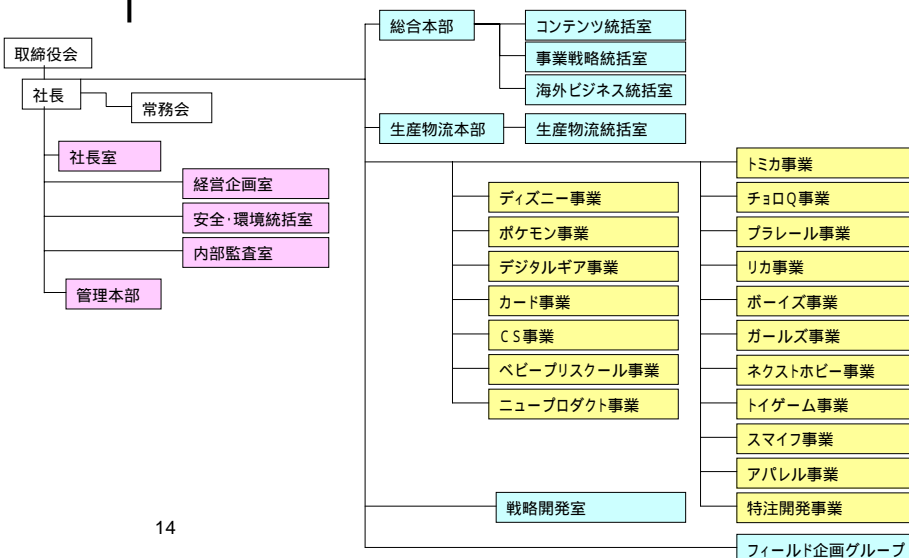 取締役会
社長
常務会
社長室
経営企画室
安全･環境統括室
内部監査室
管理本部
総合本部
コンテンツ統括室
事業戦略統括室
海外ビジネス統括室
生産物流本部
生産物流統括室
ディズニー事業
ポケモン事業
デジタルギア事業
カード事業
ＣＳ事業
ベビープリスクール事業
ニュープロダクト事業
トミカ事業
チョロＱ事業
プラレール事業
リカ事業
ボーイズ事業
ガールズ事業
ネクストホビー事業
トイゲーム事業
スマイフ事業
アパレル事業
特注開発事業
戦略開発室
フィールド企画グループ
14